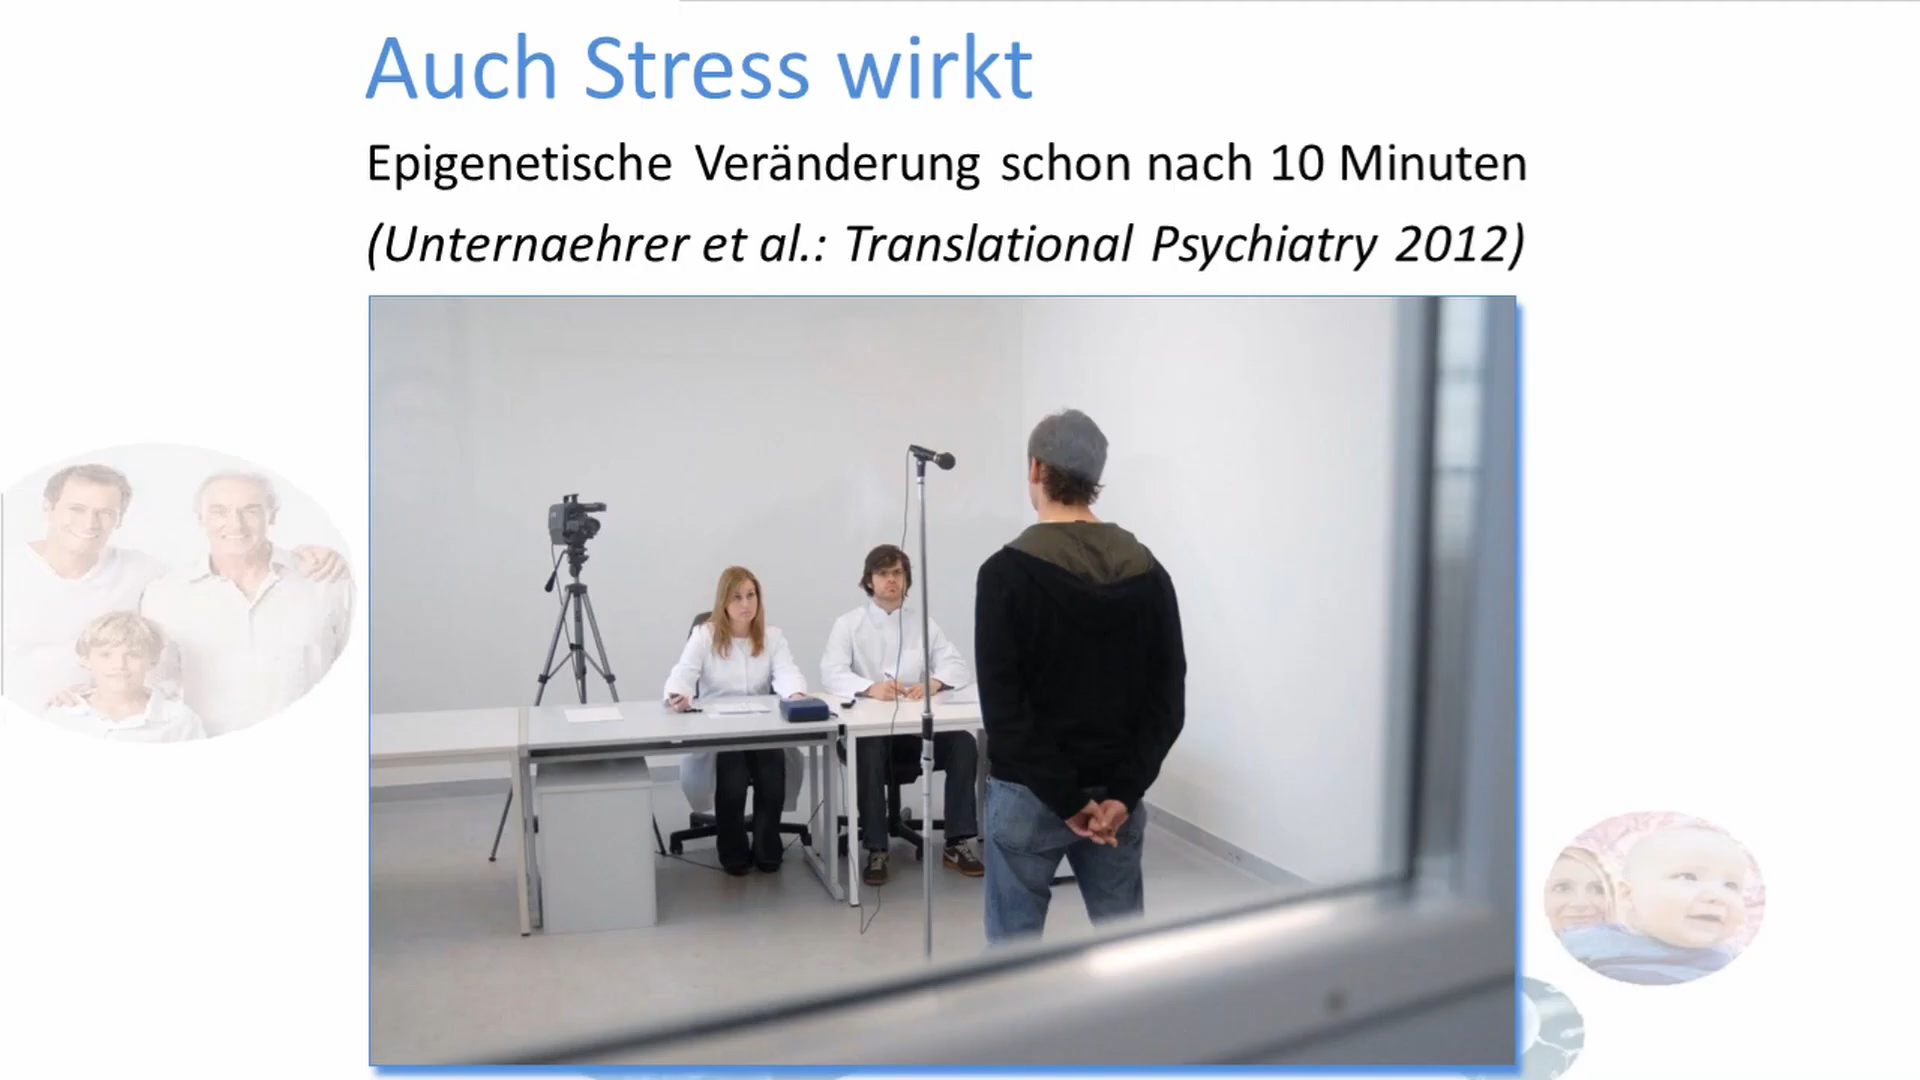 Auch Stress wirkt
Epigenetische Veränderung schon nach 10 Minuten
(Unternaehrer et al.: Translational Psychiatry 2012)